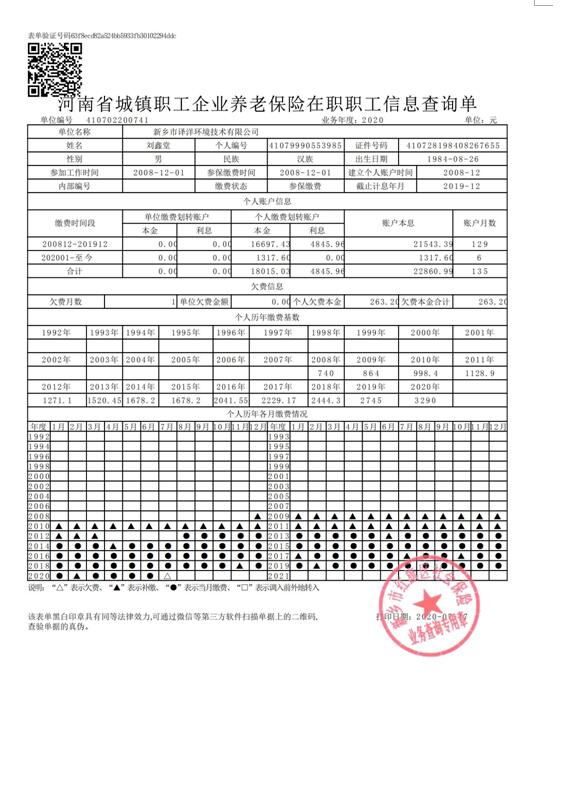 表单验证号码63f8ecd82a524bb5933fb30102294ddc
河南省城镇职工企业养老保险在职职工信息查询单
单位编号 410702200741 业务年度:2020 单位: 元
单位名称 新乡市译洋环境技术有限公司
姓名 刘鑫堂 个人编号 41079990553985 证件号码 410728198408267655
性别 男 民族 汉族 出生日期 1984-08-26
参加工作时间 2008-12-01 参保缴费时间 2008-12-01 建立个人账户时间 2008-12
内部编号 缴费状态 参保缴费 截止计息年月 2019-12
个人账户信息
缴费时间段 单位缴费划转账户 个人缴费划转账户 账户本息 账户月数
本金 利息 本金 利息
200812-201912 0.00 0.00 16697.43 4845.96 21543.39 129
202001-至今 0.00 0.00 1317.60 0.00 1317.60 6
合计 0.00 0.00 18015.03 4845.96 22860.99 135
欠费信息
欠费月数 1 单位欠费金额 0.00 个人欠费本金 263.20 欠费本金合计 263.20
个人历年缴费基数
1992年 1993年 1994年 1995年 1996年 1997年 1998年 1999年 2000年 2001年
2002年 2003年 2004年 2005年 2006年 2007年 2008年 2009年 2010年 2011年
740 864 998.4 1128.9
2012年 2013年 2014年 2015年 2016年 2017年 2018年 2019年 2020年
1271.1 1520.45 1678.2 1678.2 2041.55 2229.17 2444.3 2745 3290
个人历年各月缴费情况
年度 1月 2月 3月 4月 5月 6月 7月 8月 9月 10月 11月 12月 年度 1月 2月 3月 4月 5月 6月 7月 8月 9月 10月 11月 12月
1992 1993
1994 1995
1996 1997
1998 1999
2000 2001
2002 2003
2004 2005
2006 2007
2008 ▲ 2009 ▲ ▲ ▲ ▲ ▲ ▲ ▲ ▲ ▲ ▲ ▲ ▲
2010 ▲ ▲ ▲ ▲ ▲ ▲ ▲ ▲ ▲ ▲ ▲ ▲ 2011 ▲ ▲ ▲ ▲ ▲ ▲ ▲ ▲ ▲ ▲ ▲ ▲
2012 ▲ ▲ ▲ ● ● ● ● ● 2013 ● ● ● ● ● ▲ ● ● ● ● ● ●
2014 ● ● ● ▲ ● ● ● ● ● ● ● ● 2015 ● ● ● ● ● ● ● ● ● ● ● ●
2016 ● ● ● ● ● ● ● ● ● ● ● ● 2017 ▲ ● ● ● ● ● ▲ ● ● ▲ ● ●
2018 ● ● ● ● ● ● ● ● ● ● ▲ ● 2019 ● ▲ ● ● ● ● ● ● ● ● ● ●
2020 ● ▲ ● ● ● ● △ 2021
说明: “△”表示欠费、“▲”表示补缴、“●”表示当月缴费、“□”表示调入前外地转入
该表单黑白印章具有同等法律效力,可通过微信等第三方软件扫描单据上的二维码,
查验单据的真伪。
打印日期: 2020-07-
业务查询专用章